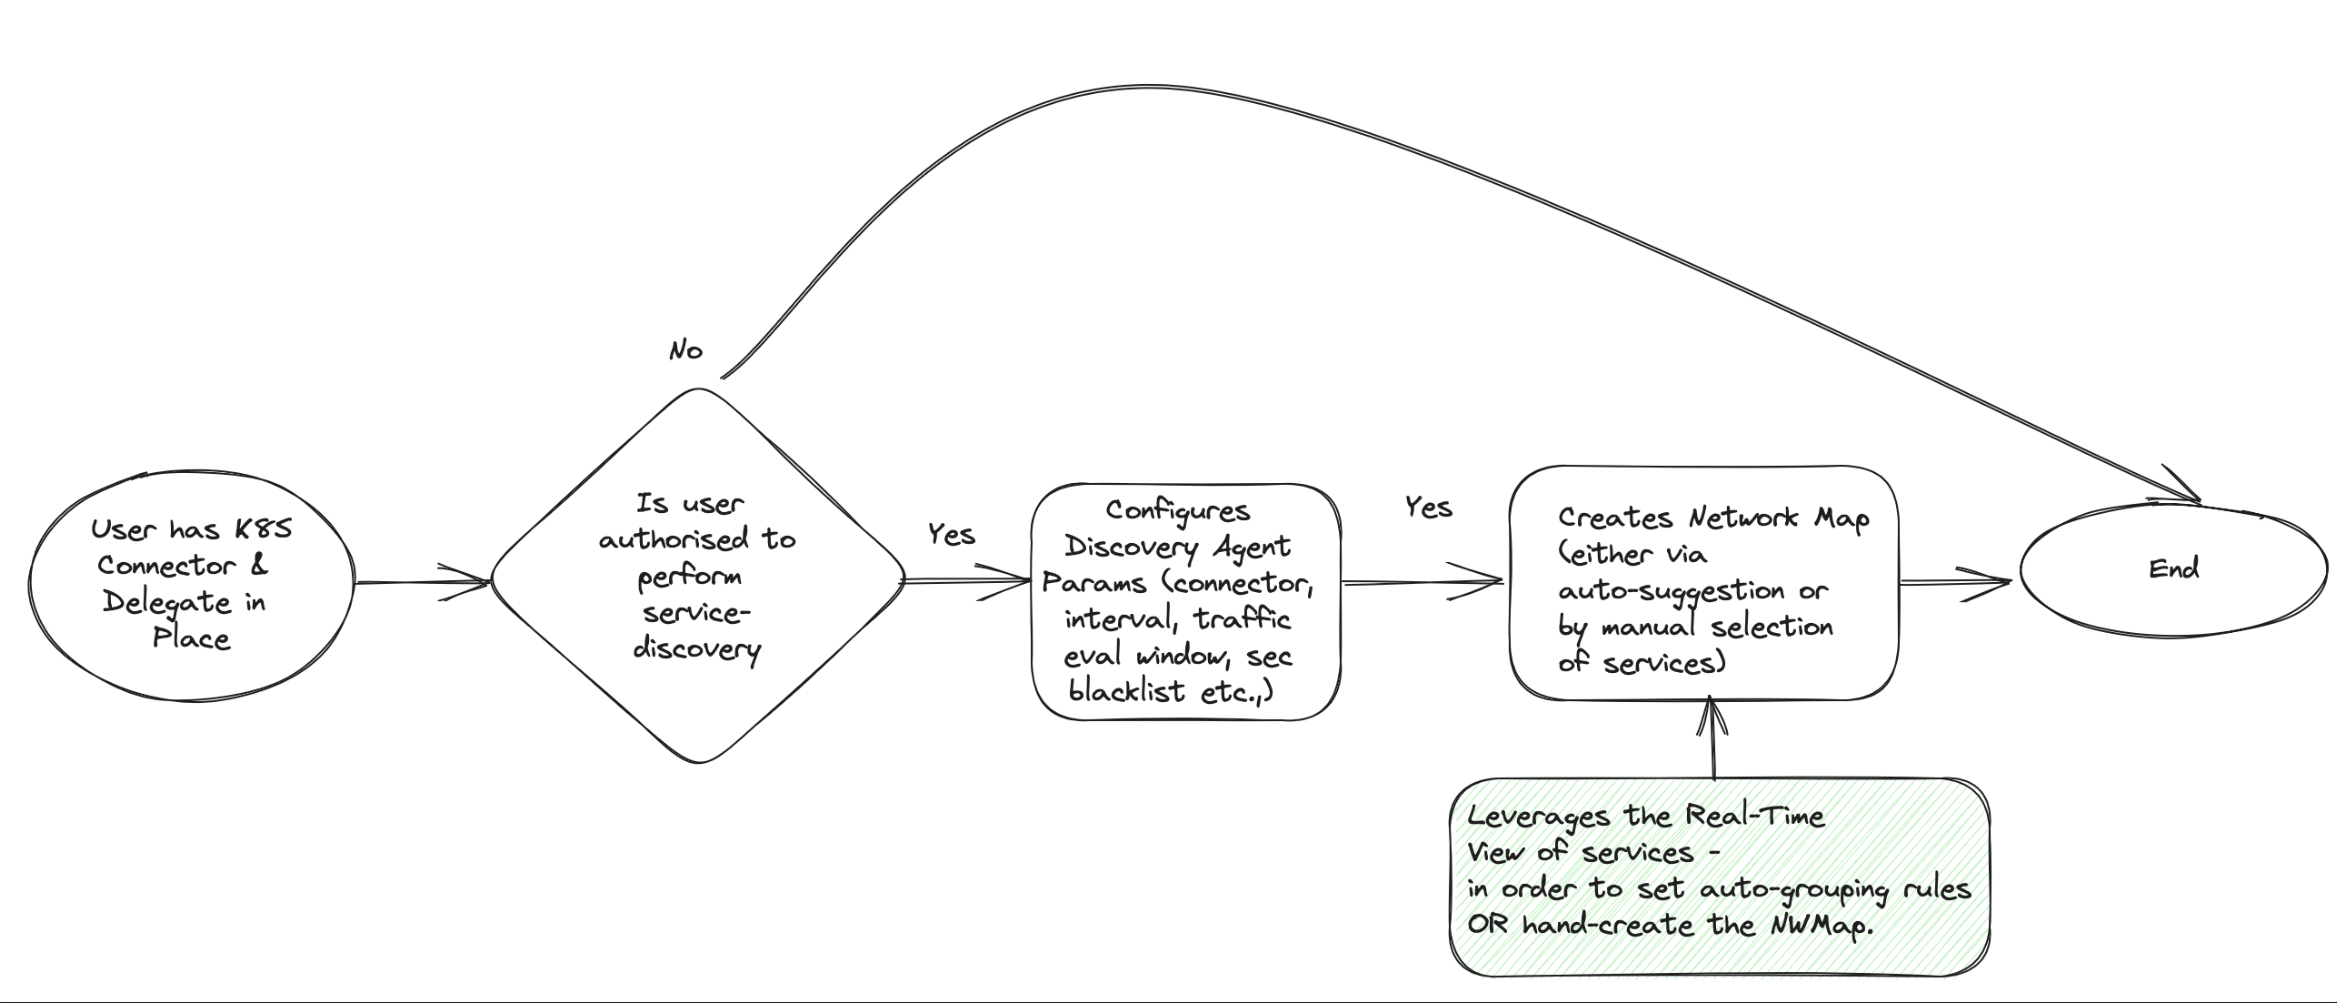 No
User has K8S
Connector &
Delegate in
Place
Is user
authorised to
perform
service-
discovery
Yes
Configures
Discovery Agent
Params (connector,
interval, traffic
eval window, sec
blacklist etc.,)
Yes
Creates Network Map
(either via
auto-suggestion or
by manual selection
of services)
End
Leverages the Real-Time
View of services -
in order to set auto-grouping rules
OR hand-create the NWMap.